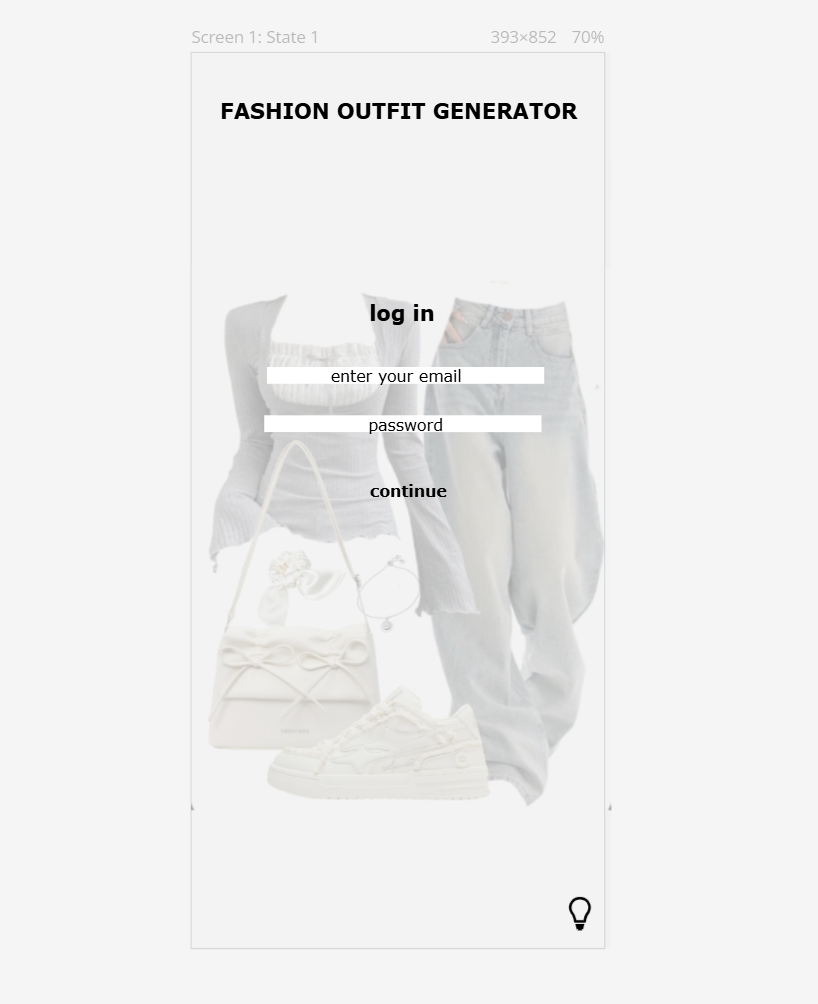 Screen 1: State 1 393×852 70%
FASHION OUTFIT GENERATOR
log in
enter your email
password
continue